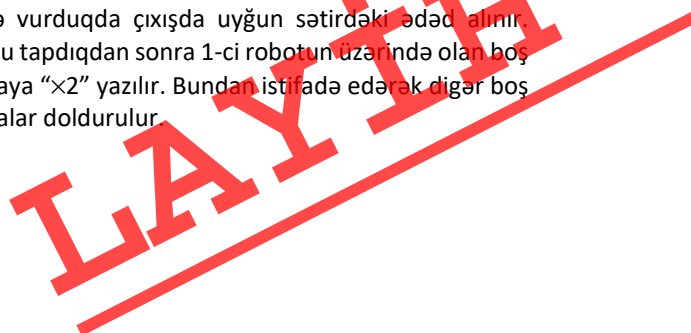 ə vurduqda çıxışda uyğun sətirdəki ədəd alınır.
u tapdıqdan sonra 1-ci robotun üzərində olan boş
aya “×2” yazılır. Bundan istifadə edərək digər boş
alar doldurulur.
LAYİH